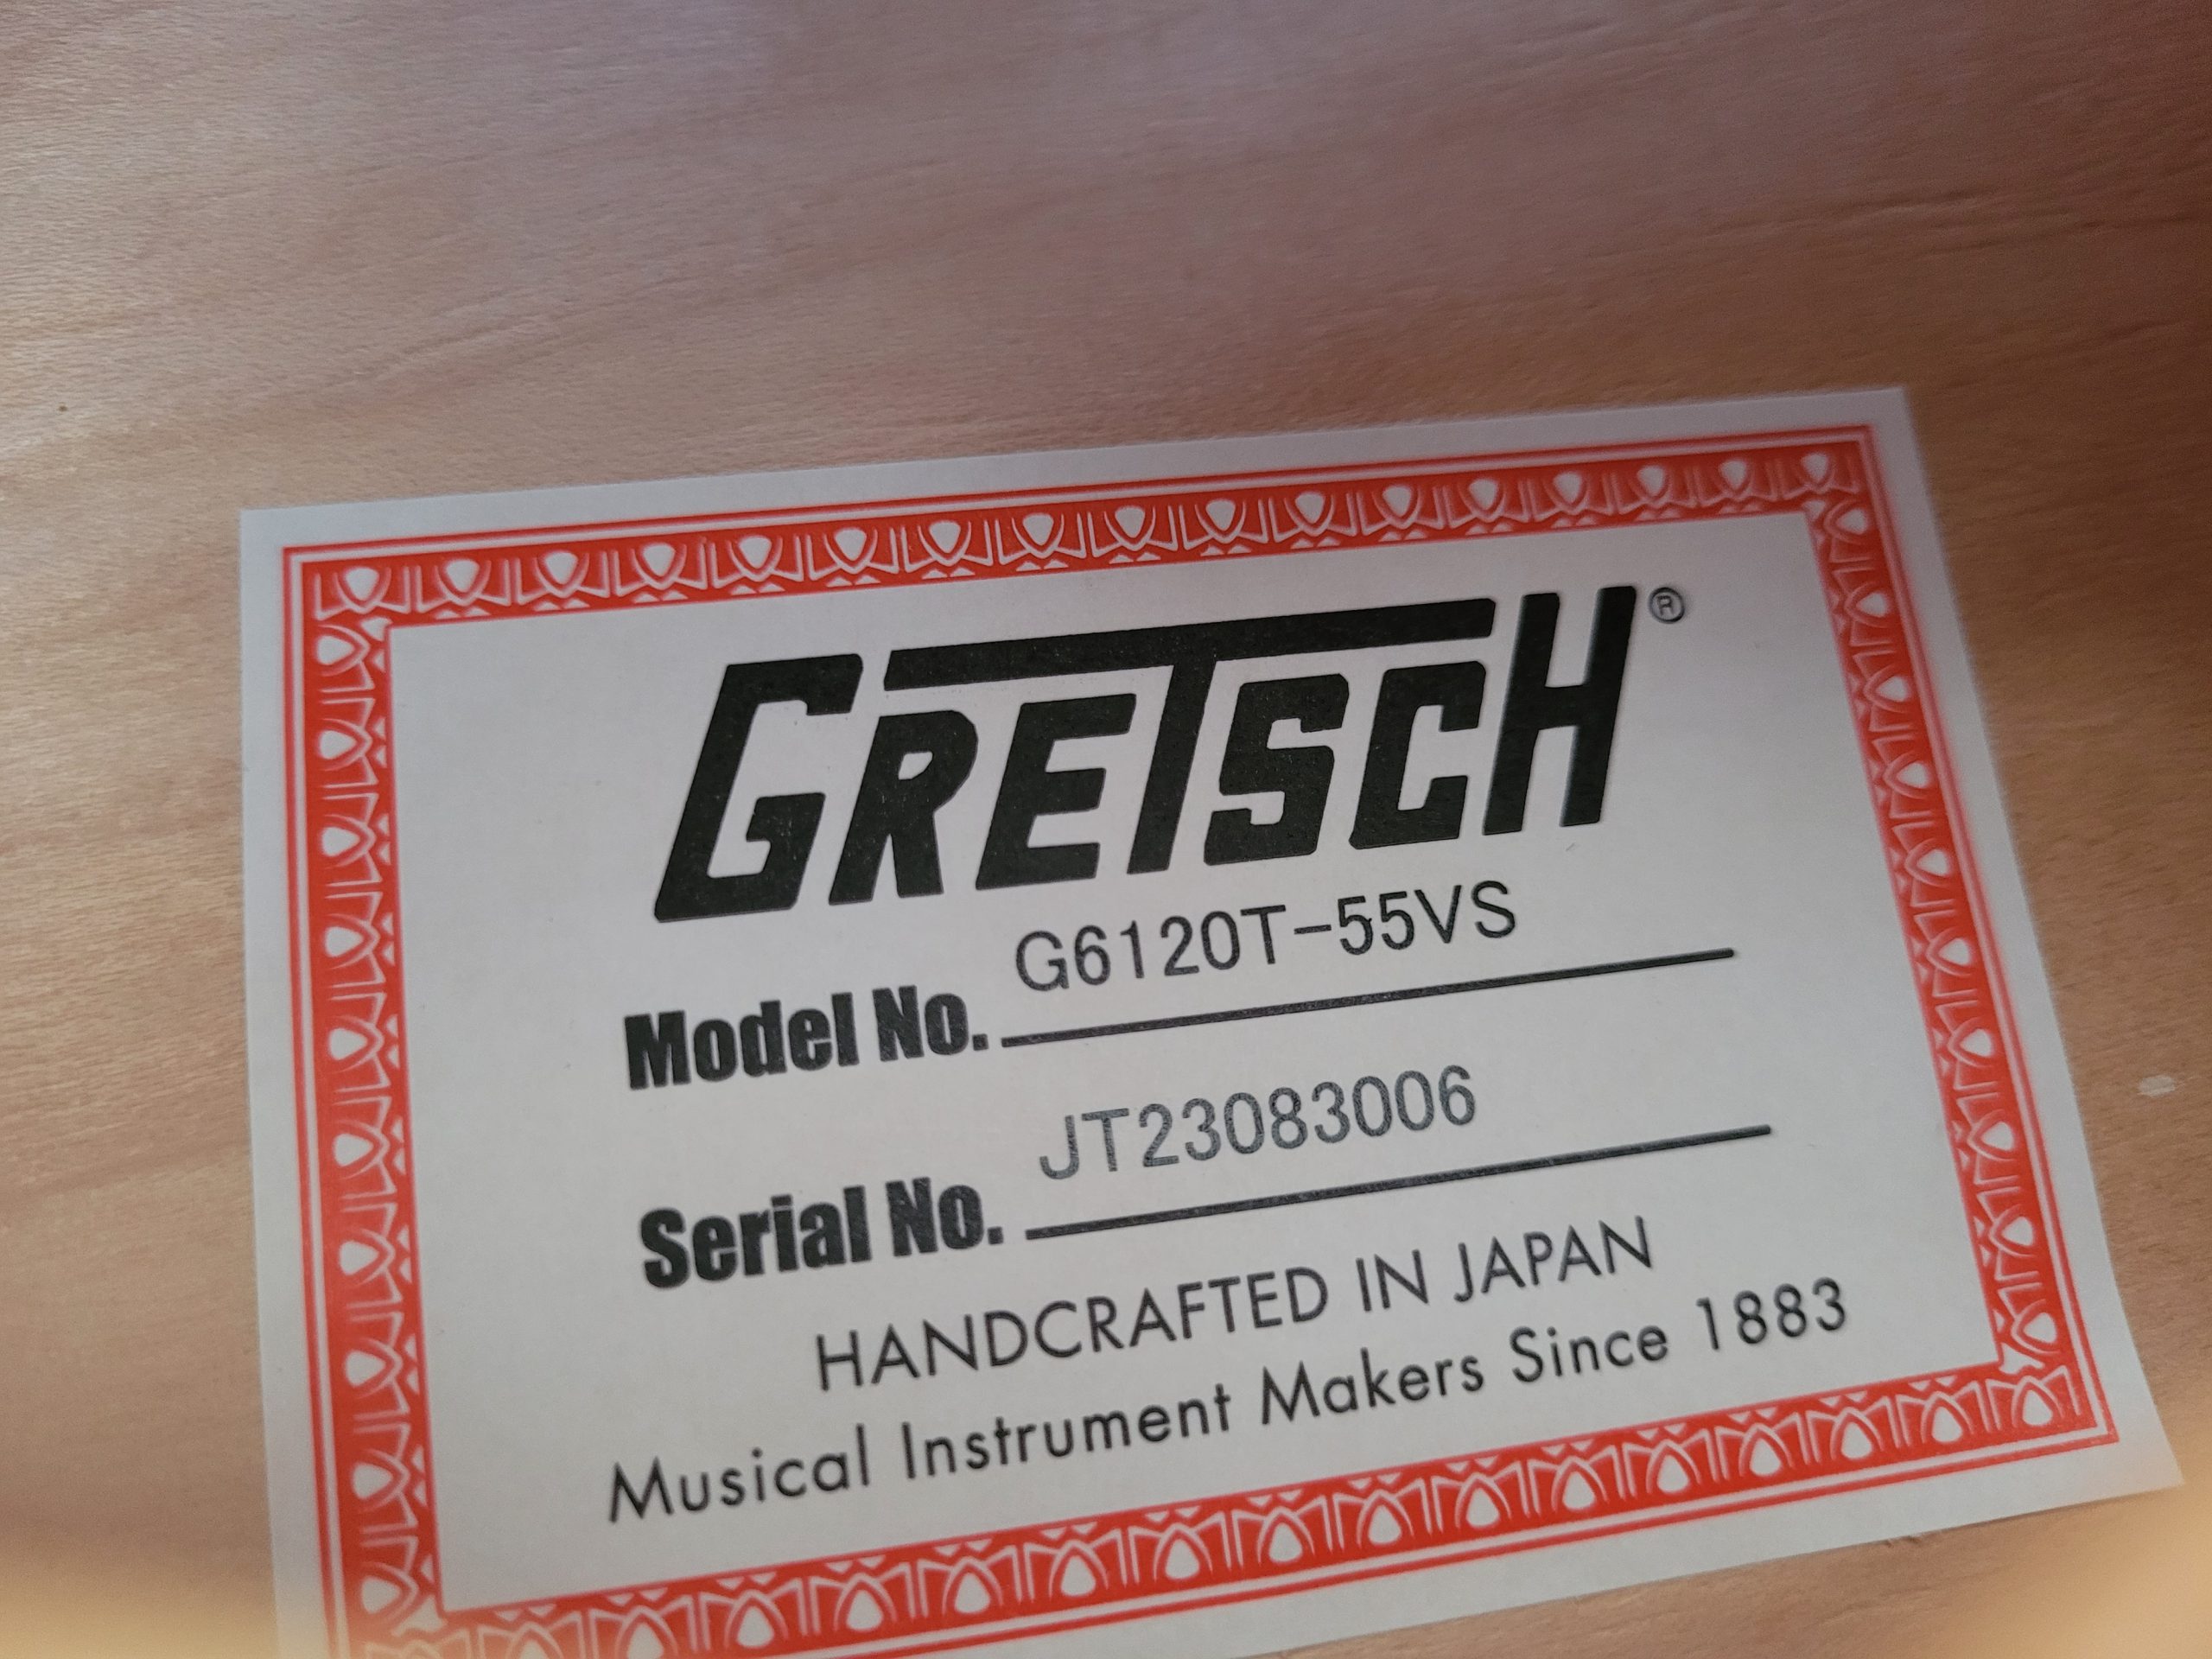 GRETSCH®
Model No. G6120T-55VS
Serial No. JT23083006
HANDCRAFTED IN JAPAN
Musical Instrument Makers Since 1883